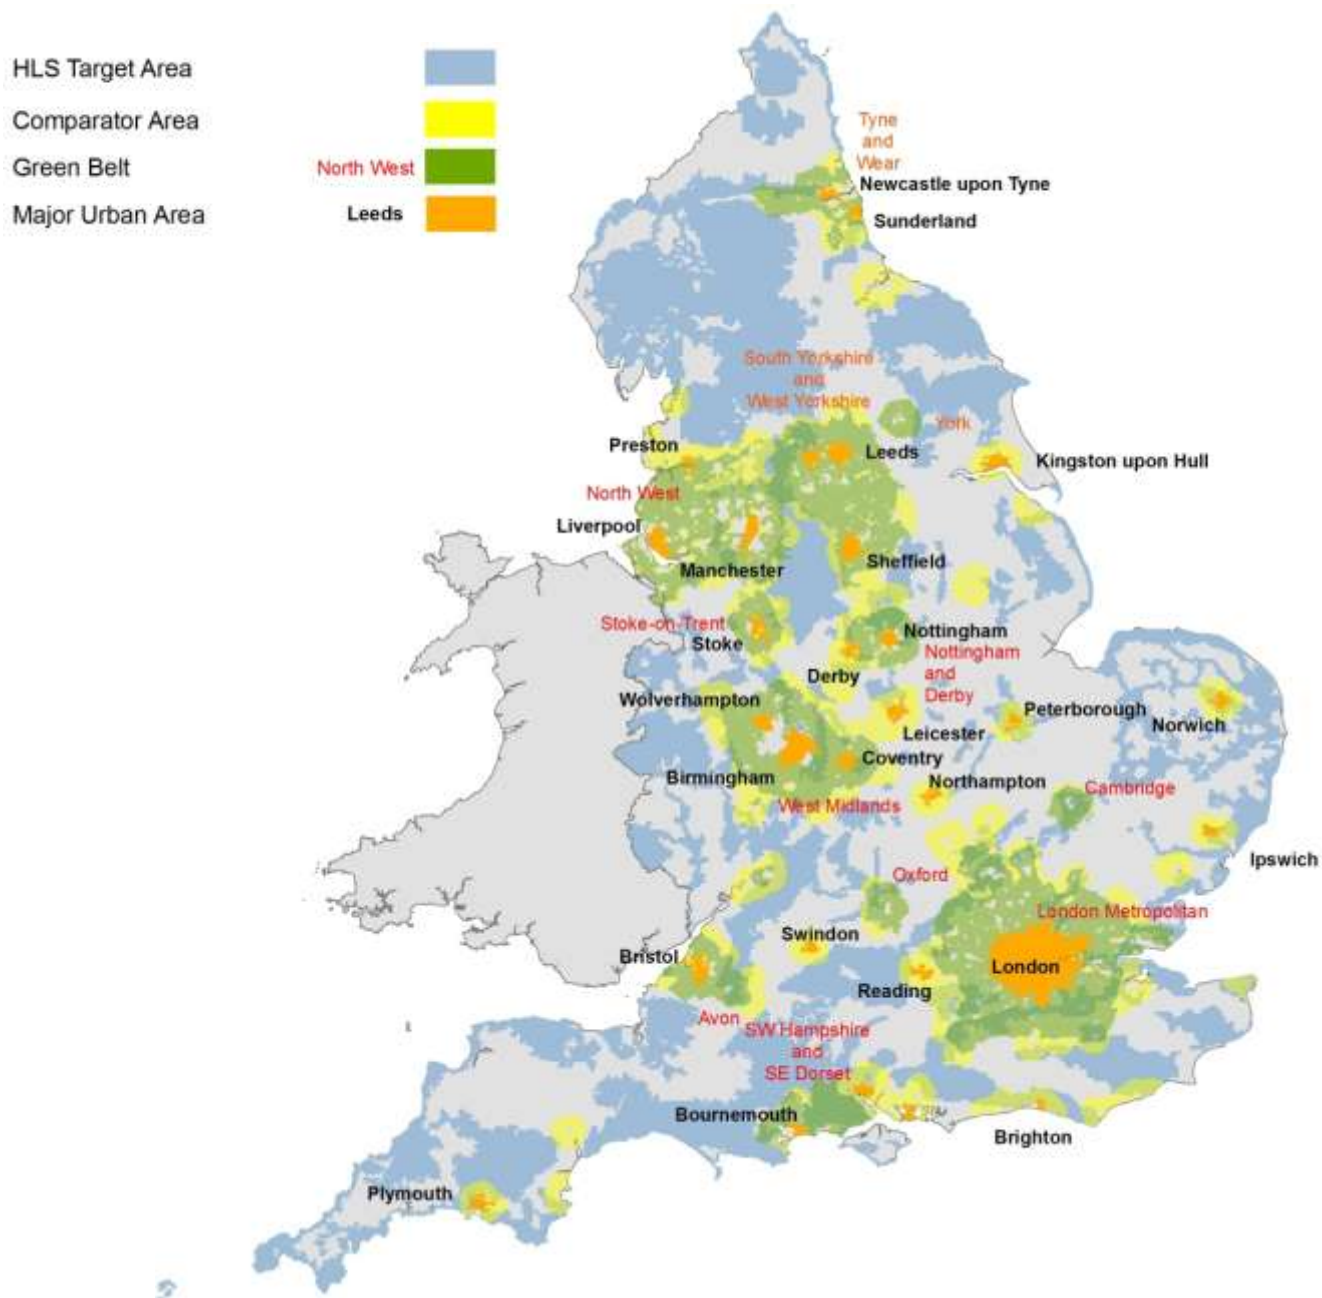 HLS Target Area
Comparator Area
Green Belt
North West
Major Urban Area
Leeds
Tyne
and
Wear
Newcastle upon Tyne
Sunderland
South Yorkshire
and
West Yorkshire
York
Preston
Leeds
Kingston upon Hull
North West
Liverpool
Manchester
Sheffield
Stoke-on-Trent
Stoke
Nottingham
Nottingham
and
Derby
Derby
Wolverhampton
Peterborough
Norwich
Leicester
Coventry
Birmingham
Northampton
Cambridge
West Midlands
Ipswich
Oxford
London Metropolitan
Swindon
Bristol
London
Reading
Avon
SW Hampshire
and
SE Dorset
Bournemouth
Brighton
Plymouth